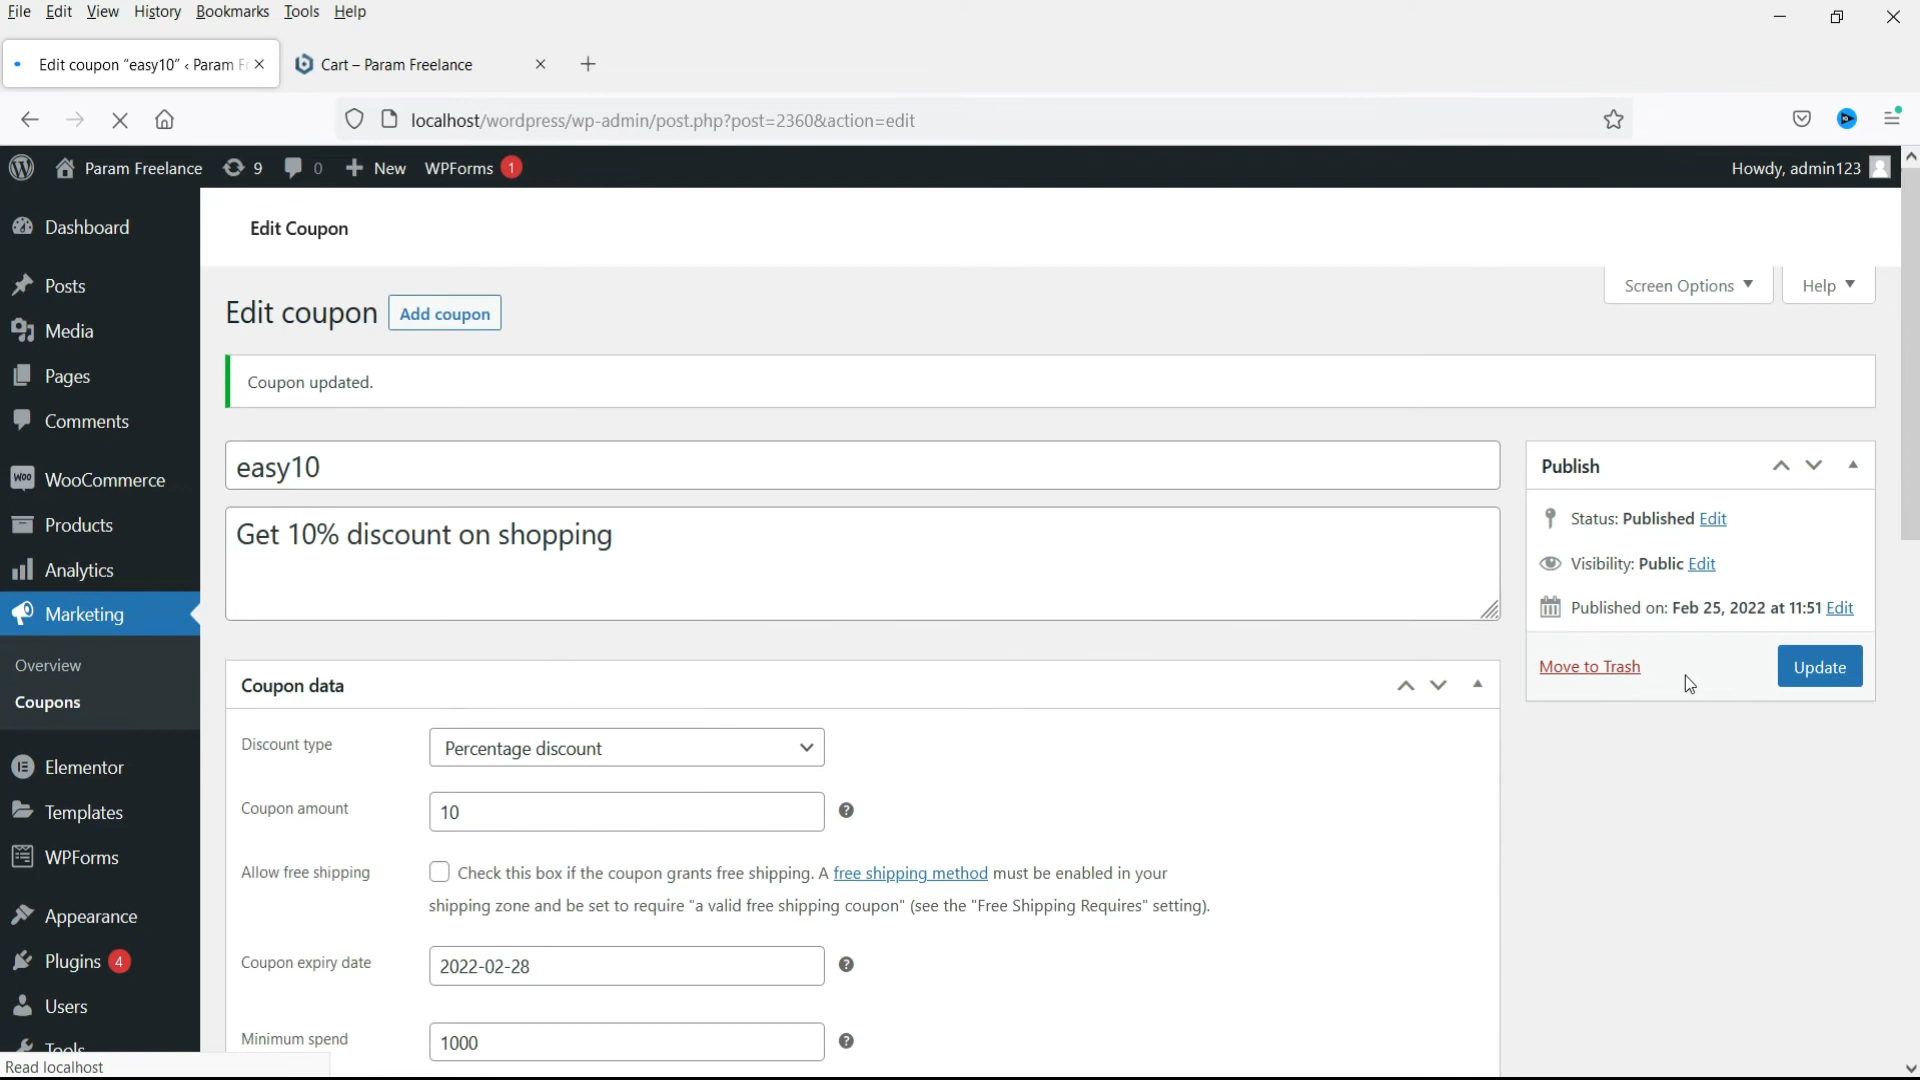 File Edit View History Bookmarks Tools Help
Edit coupon “easy10” ‹ Param Fr
Cart – Param Freelance
localhost/wordpress/wp-admin/post.php?post=2360&action=edit
Param Freelance 9 0 New WPForms 1 Howdy, admin123
Dashboard
Posts
Media
Pages
Comments
WooCommerce
Products
Analytics
Marketing
Overview
Coupons
Elementor
Templates
WPForms
Appearance
Plugins 4
Users
Tools
Read localhost
Edit Coupon
Screen Options Help
Edit coupon Add coupon
Coupon updated.
easy10
Get 10% discount on shopping
Coupon data
Discount type Percentage discount
Coupon amount 10
Allow free shipping Check this box if the coupon grants free shipping. A free shipping method must be enabled in your
shipping zone and be set to require "a valid free shipping coupon" (see the "Free Shipping Requires" setting).
Coupon expiry date 2022-02-28
Minimum spend 1000
Publish
Status: Published Edit
Visibility: Public Edit
Published on: Feb 25, 2022 at 11:51 Edit
Move to Trash Update